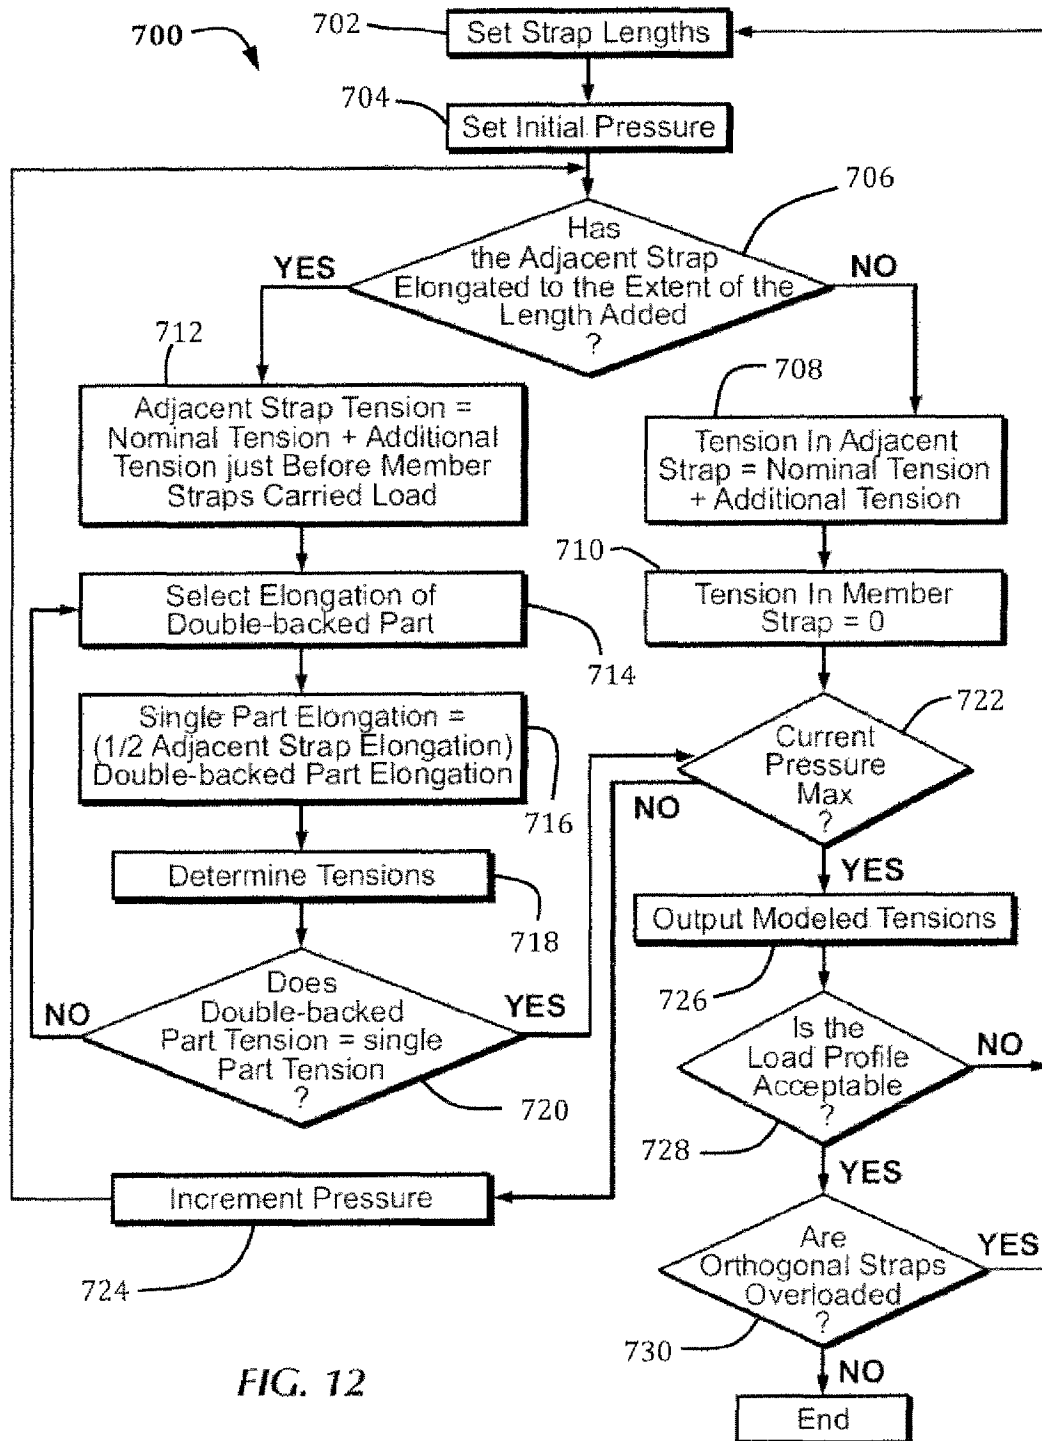 700
702
Set Strap Lengths
704
Set Initial Pressure
706
Has
the Adjacent Strap
Elongated to the Extent of the
Length Added
?
YES
NO
712
Adjacent Strap Tension =
Nominal Tension + Additional
Tension just Before Member
Straps Carried Load
708
Tension In Adjacent
Strap = Nominal Tension
+ Additional Tension
710
Tension In Member
Strap = 0
Select Elongation of
Double-backed Part
714
Single Part Elongation =
(1/2 Adjacent Strap Elongation)
Double-backed Part Elongation
716
722
Current
Pressure
Max
?
NO
YES
Determine Tensions
718
Output Modeled Tensions
726
Does
Double-backed
Part Tension = single
Part Tension
?
NO
YES
720
Is the
Load Profile
Acceptable
?
NO
728
YES
Increment Pressure
724
Are
Orthogonal Straps
Overloaded
?
YES
730
NO
End
FIG. 12